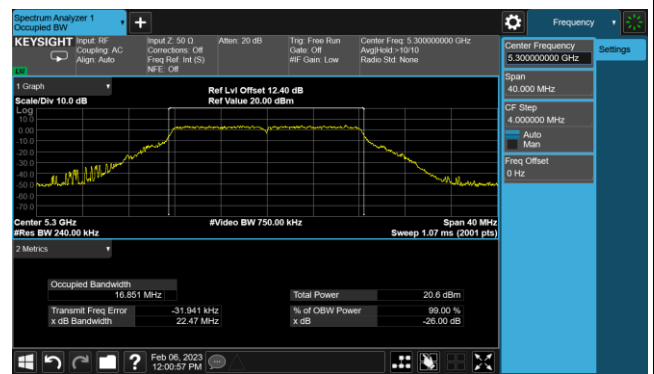 Spectrum Analyzer 1
Occupied BW
Frequency
KEYSIGHT
Input: RF
Coupling: AC
Align: Auto
Input Z: 50 Ω
Corrections: Off
Freq Ref: Int (S)
NFE: Off
Atten: 20 dB
Trig: Free Run
Gate: Off
#IF Gain: Low
Center Freq: 5.300000000 GHz
Avg|Hold:>10/10
Radio Std: None
Center Frequency
5.300000000 GHz
Settings
Span
40.000 MHz
CF Step
4.000000 MHz
Auto
Man
Freq Offset
0 Hz
1 Graph
Scale/Div 10.0 dB
Ref Lvl Offset 12.40 dB
Ref Value 20.00 dBm
Log
10.0
0.00
-10.0
-20.0
-30.0
-40.0
-50.0
-60.0
-70.0
Center 5.3 GHz
#Res BW 240.00 kHz
#Video BW 750.00 kHz
Span 40 MHz
Sweep 1.07 ms (2001 pts)
2 Metrics
Occupied Bandwidth
16.851 MHz
Total Power
20.6 dBm
Transmit Freq Error
-31.941 kHz
% of OBW Power
99.00 %
x dB Bandwidth
22.47 MHz
x dB
-26.00 dB
?
Feb 06, 2023
12:00:57 PM